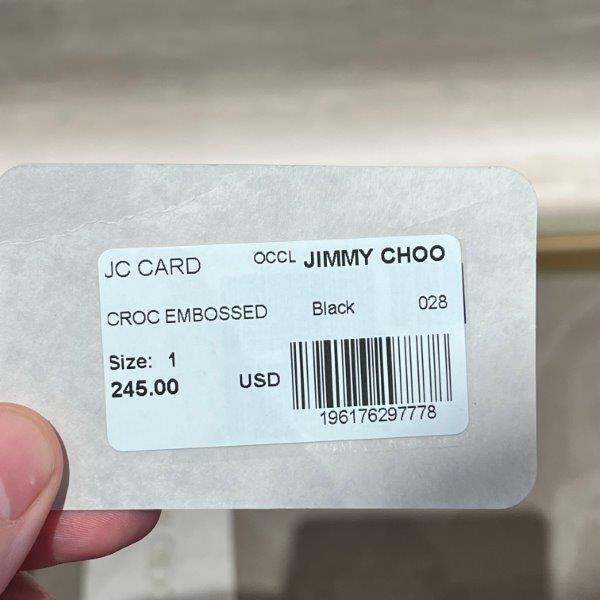 JC CARD OCCL JIMMY CHOO
CROC EMBOSSED Black 028
Size: 1
245.00 USD
196176297778